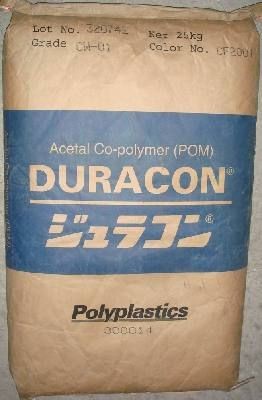 Lot No. 320741 Net 25kg
Grade CW-01 Color No. CF2001
Acetal Co-polymer (POM)
DURACON®
ジュラコン®
Polyplastics
000014